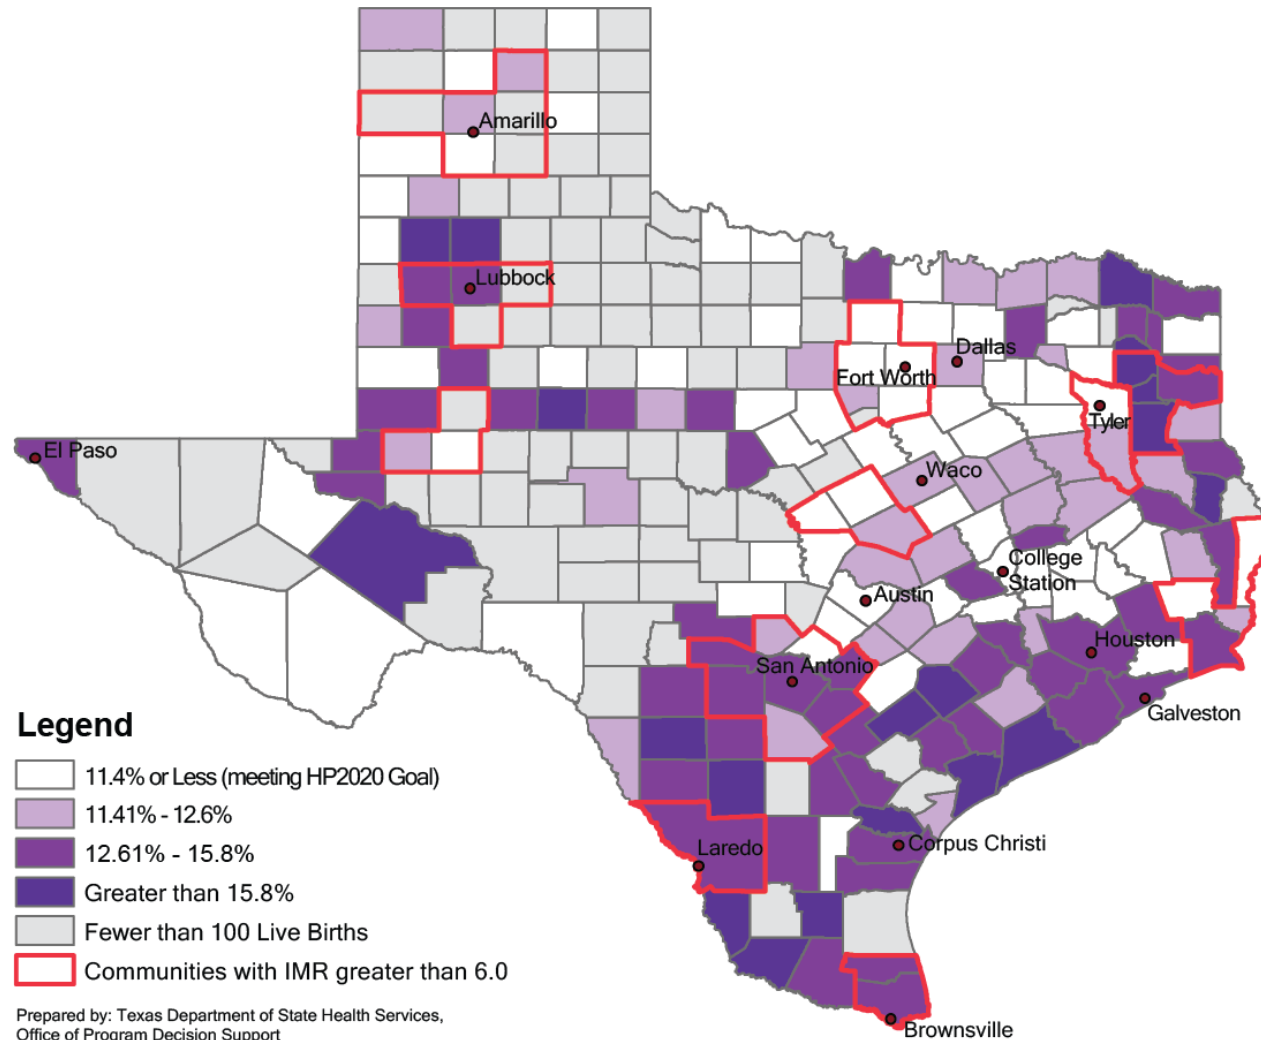 Amarillo
Lubbock
Dallas
Fort Worth
Tyler
El Paso
Waco
College
Station
Austin
Houston
San Antonio
Galveston
Legend
11.4% or Less (meeting HP2020 Goal)
11.41% - 12.6%
12.61% - 15.8%
Greater than 15.8%
Fewer than 100 Live Births
Communities with IMR greater than 6.0
Laredo
Corpus Christi
Brownsville
Prepared by: Texas Department of State Health Services,
Office of Program Decision Support